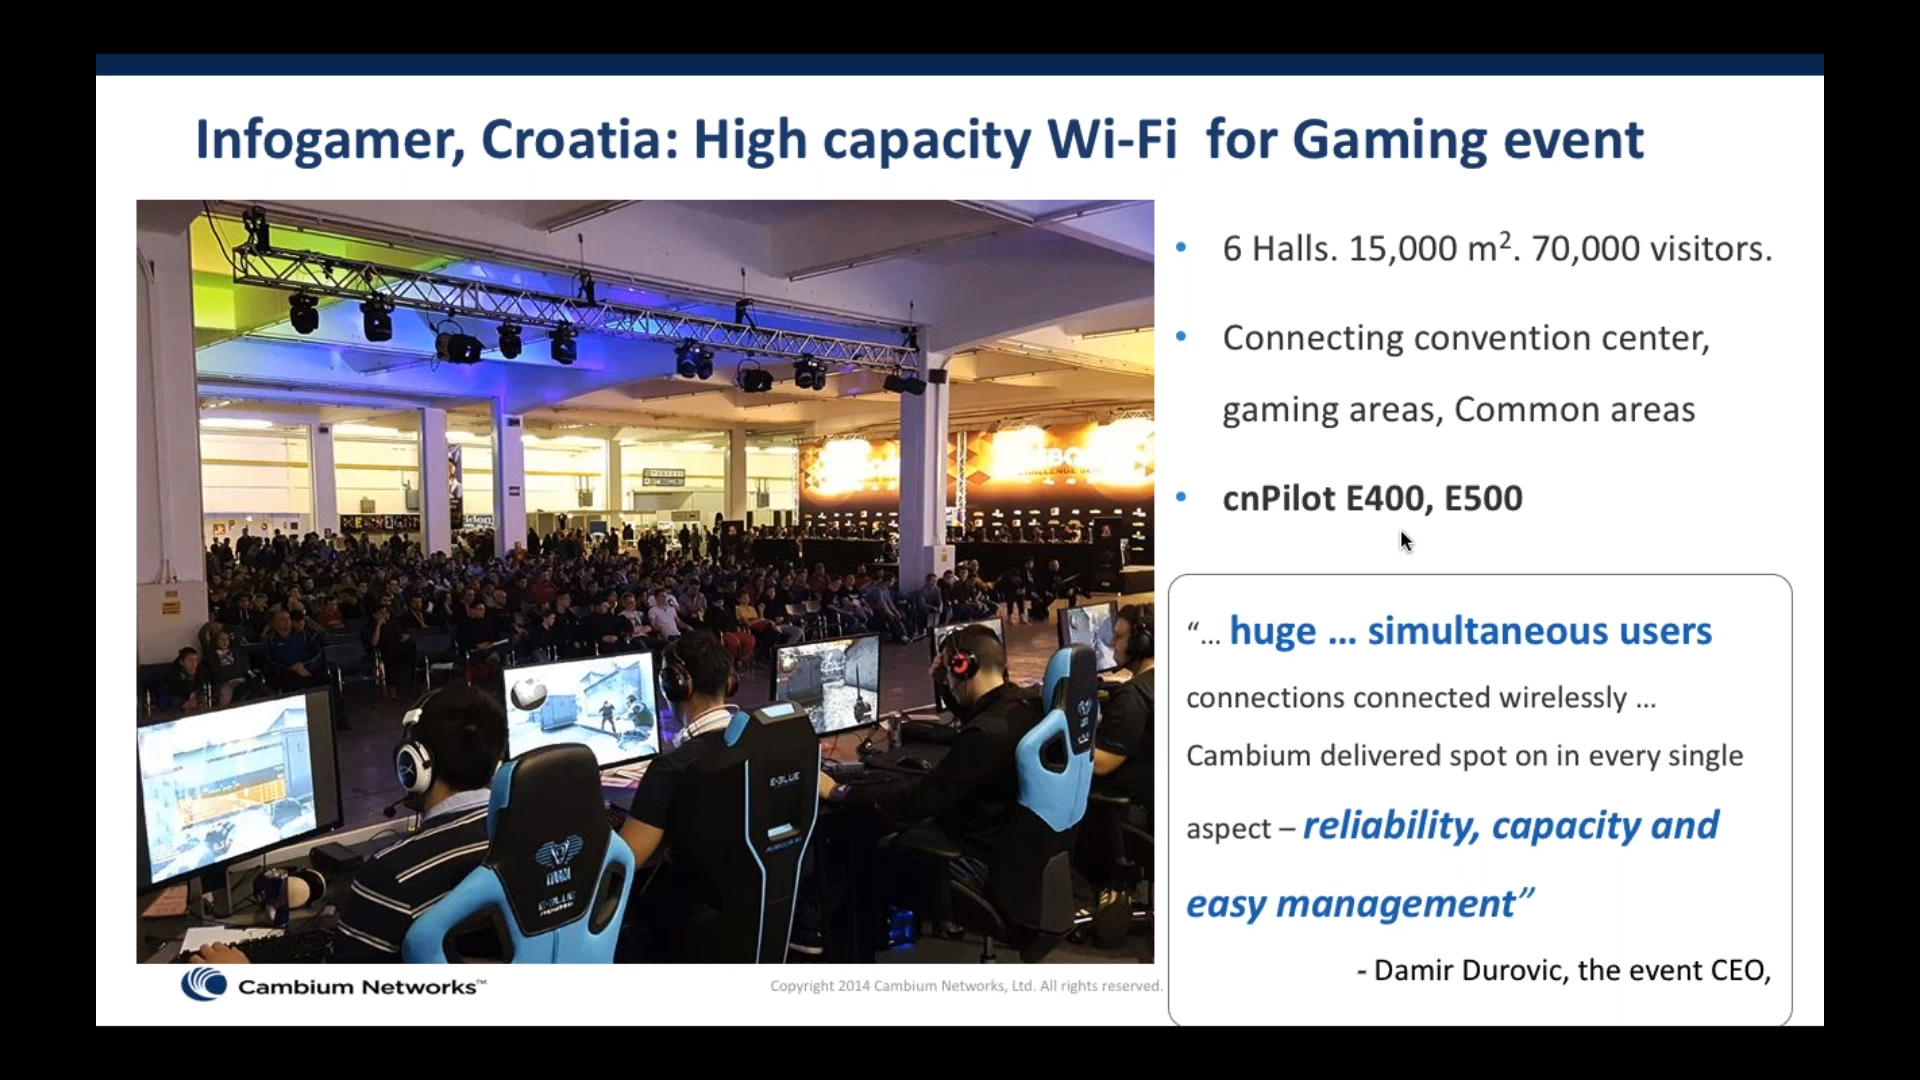 Infogamer, Croatia: High capacity Wi-Fi for Gaming event
• 6 Halls. 15,000 m². 70,000 visitors.
• Connecting convention center,
gaming areas, Common areas
• cnPilot E400, E500
“... huge ... simultaneous users
connections connected wirelessly ...
Cambium delivered spot on in every single
aspect – reliability, capacity and
easy management”
- Damir Durovic, the event CEO,
E-BLUE
E-BLUE
Cambium Networks™
Copyright 2014 Cambium Networks, Ltd. All rights reserved.